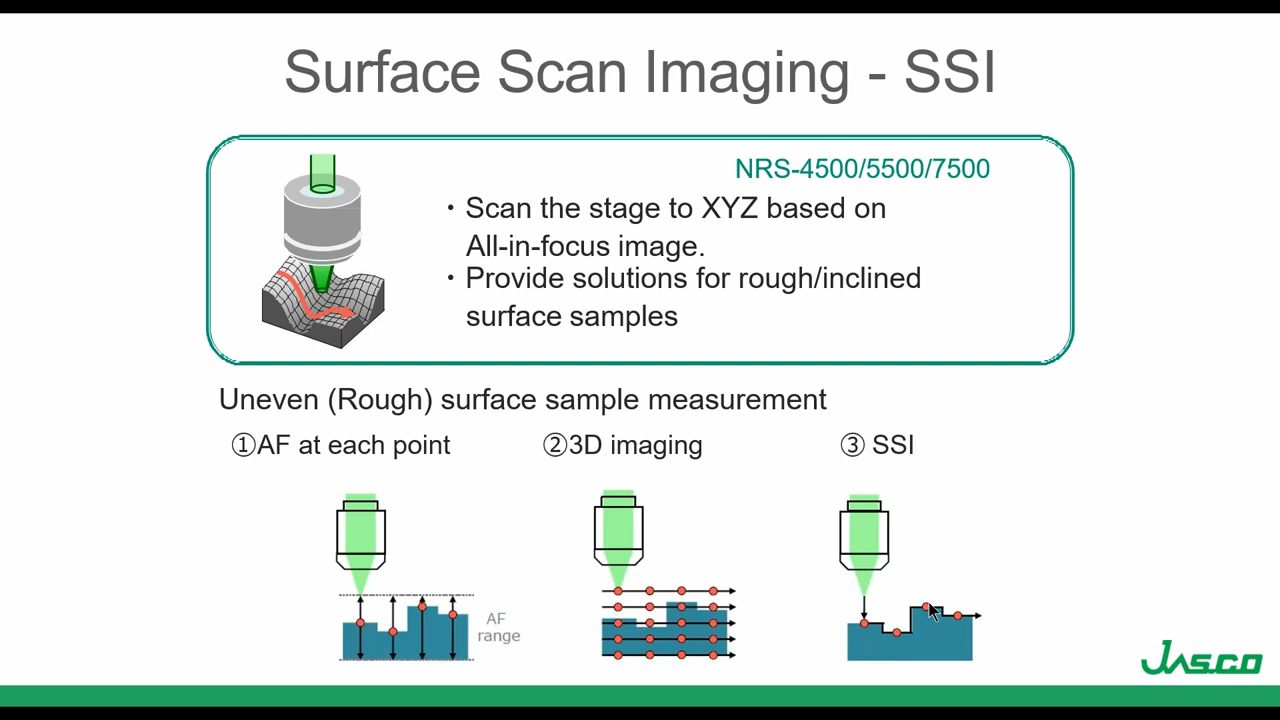 Surface Scan Imaging - SSI
NRS-4500/5500/7500
・Scan the stage to XYZ based on
All-in-focus image.
・Provide solutions for rough/inclined
surface samples
Uneven (Rough) surface sample measurement
①AF at each point
②3D imaging
③ SSI
AF
range
Jasco